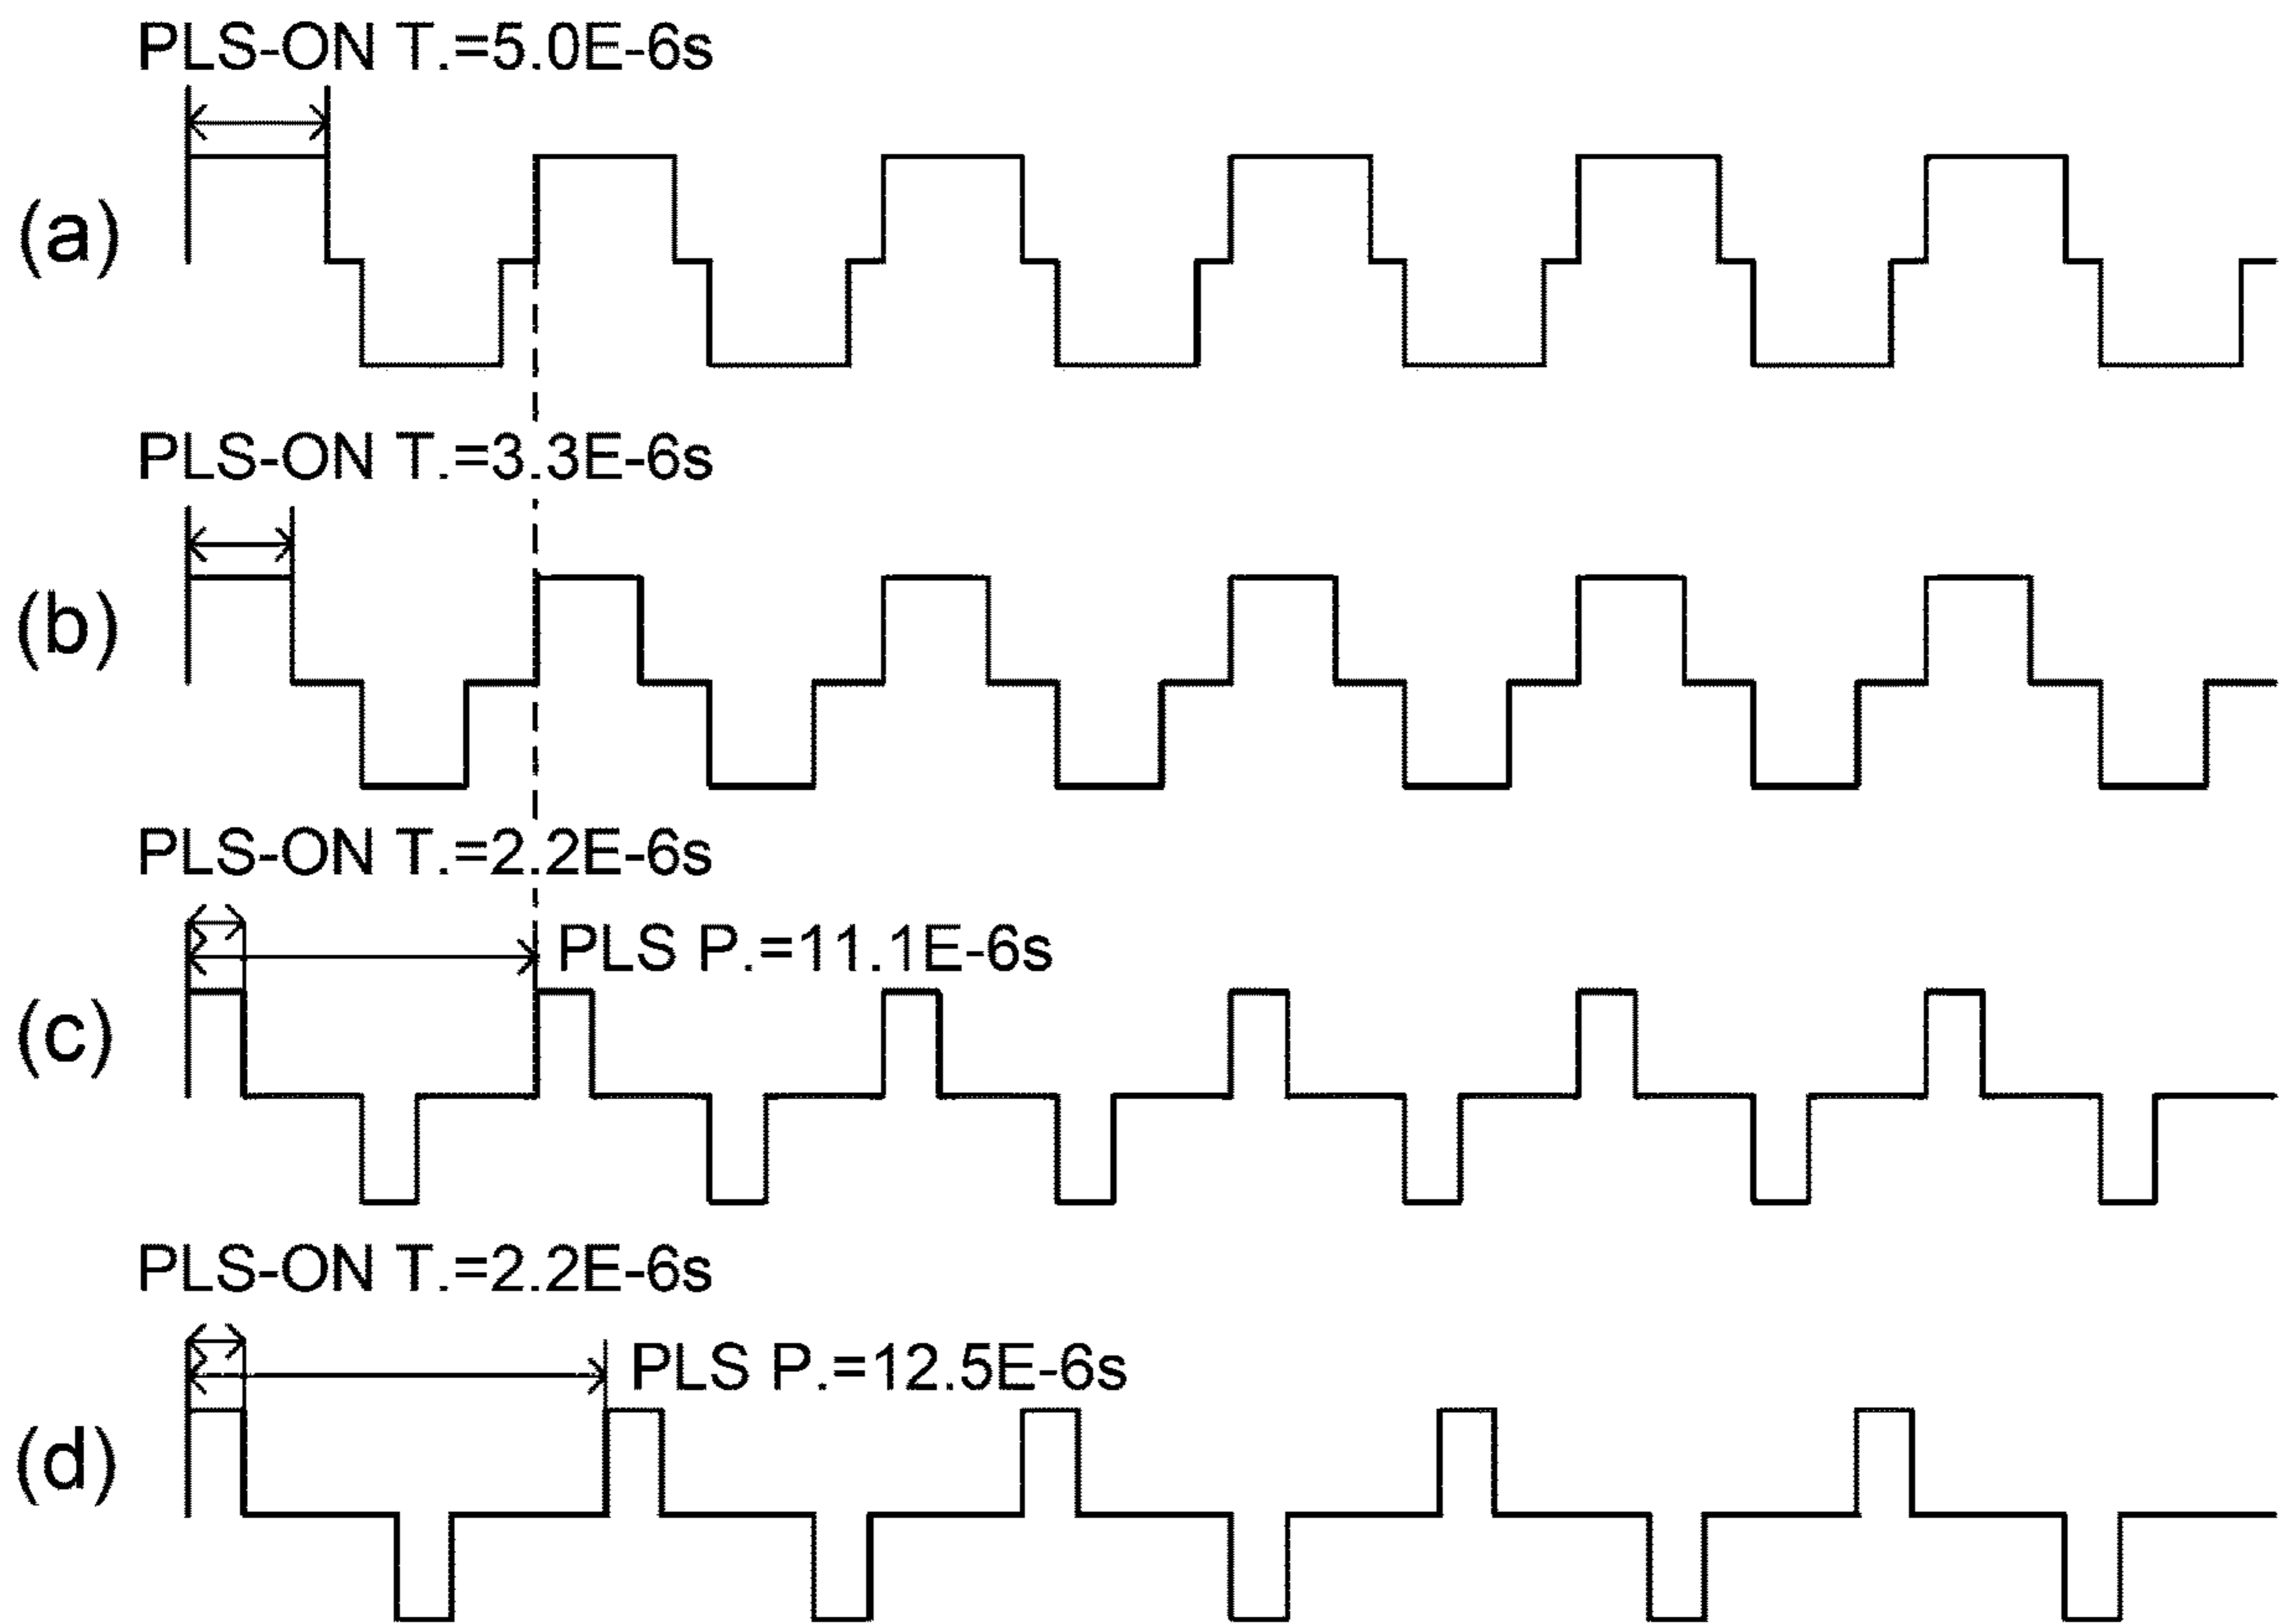 PLS-ON T.=5.0E-6s
(a)
PLS-ON T.=3.3E-6s
(b)
PLS-ON T.=2.2E-6s
PLS P.=11.1E-6s
(c)
PLS-ON T.=2.2E-6s
PLS P.=12.5E-6s
(d)